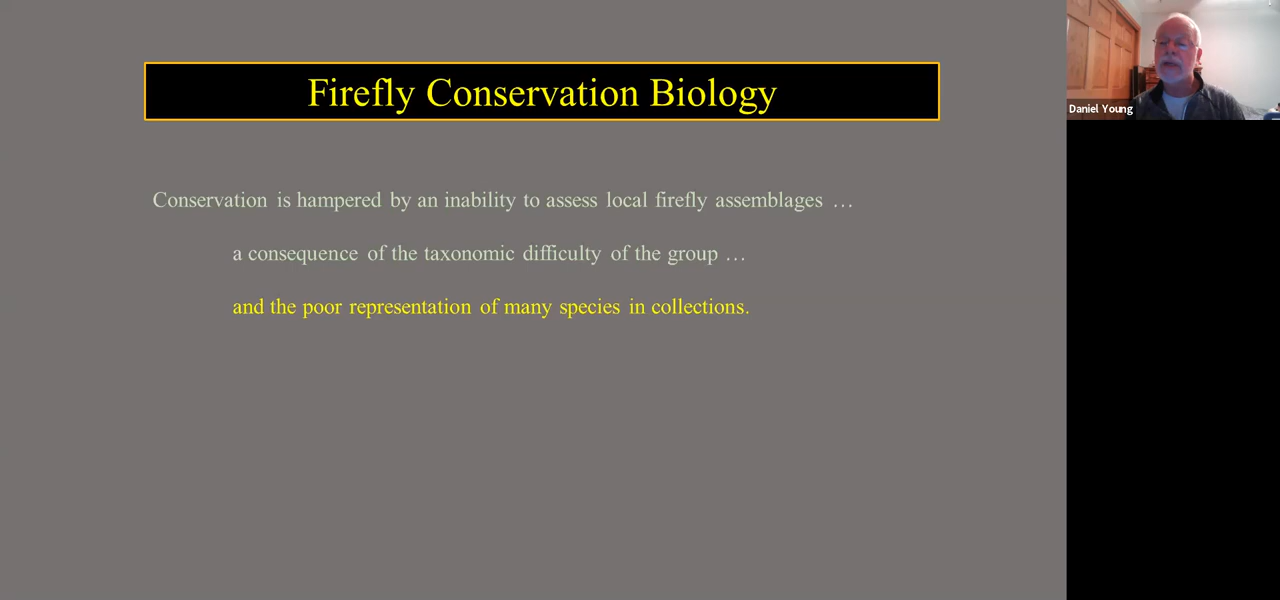 Firefly Conservation Biology
Daniel Young
Conservation is hampered by an inability to assess local firefly assemblages …
a consequence of the taxonomic difficulty of the group …
and the poor representation of many species in collections.